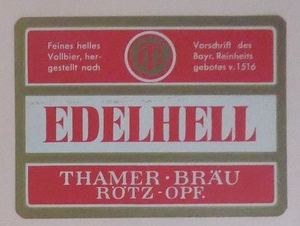 Feines helles
Vollbier, her-
gestellt nach
Vorschrift des
Bayr. Reinheits
gebotes v. 1516
EDELHELL
THAMER · BRÄU
RÖTZ - OPF.